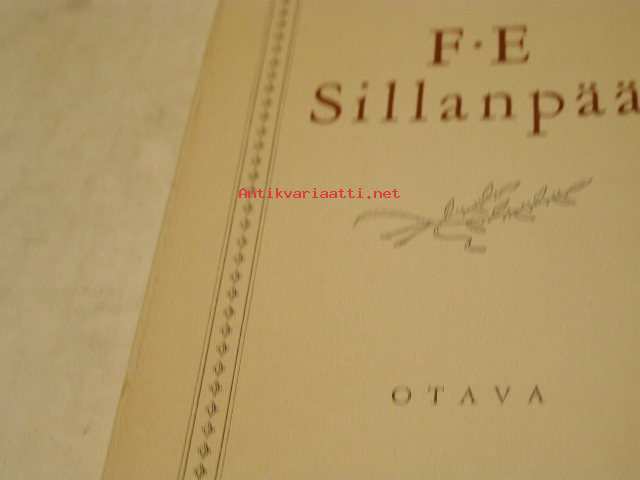 F·E
Sillanpää
Antikvariaatti.net
OTAVA